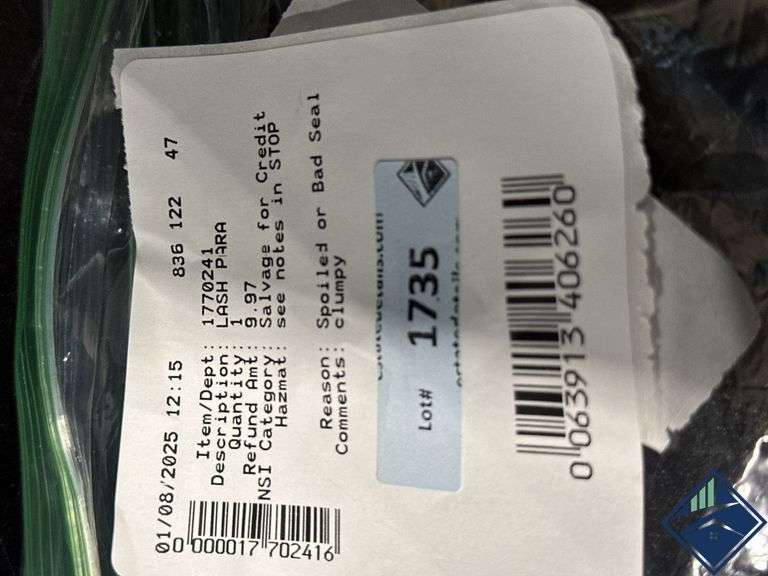 01/08/2025 12:15 836 122 47
Item/Dept: 1770241
Description: LASH PARA
Quantity: 1
Refund Amt: 9.97
NSI Category: Salvage for Credit
Hazmat: see notes in STOP
Reason: Spoiled or Bad Seal
Comments: clumpy
0 000017 702416
Lot# 1735
0 063913 406260